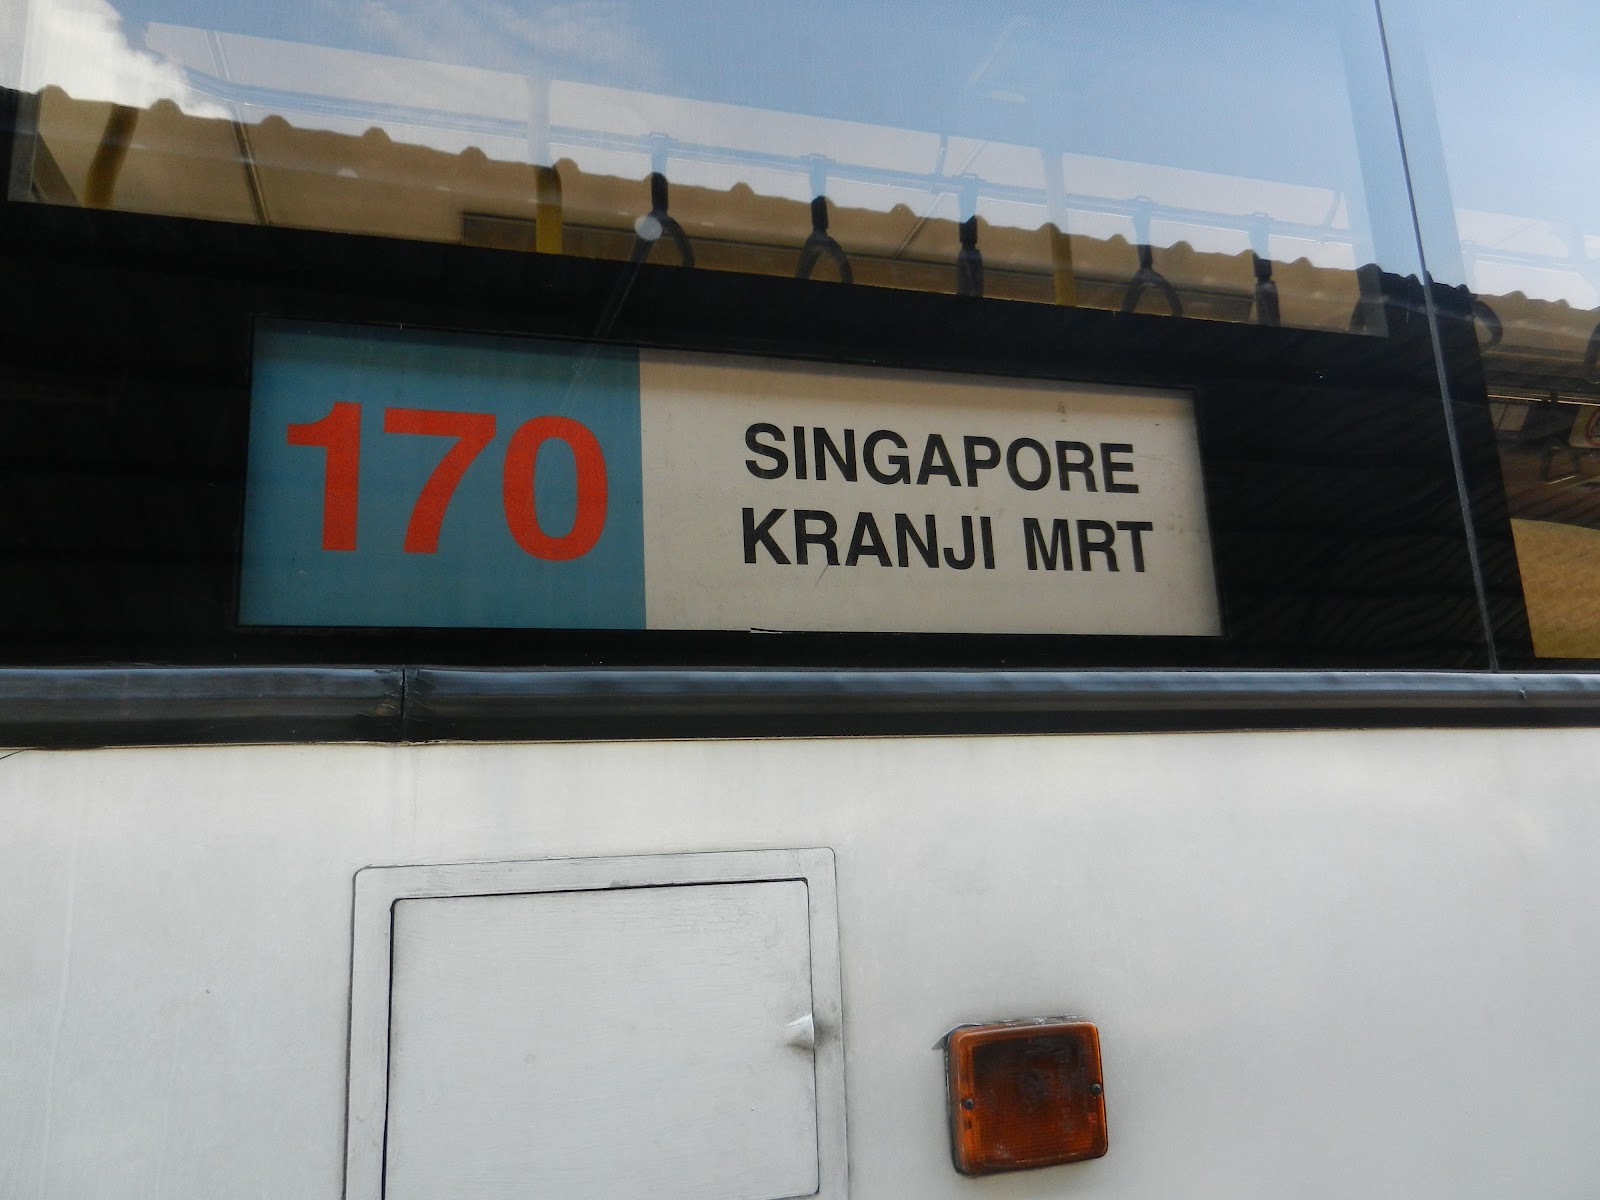 170
SINGAPORE
KRANJI MRT